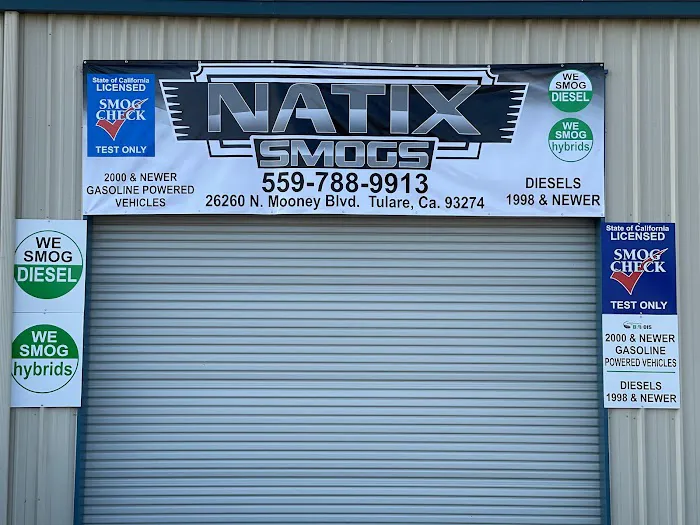 State of California
LICENSED
SMOG
CHECK
TEST ONLY
2000 & NEWER
GASOLINE POWERED
VEHICLES
NATIX
SMOGS
559-788-9913
26260 N. Mooney Blvd. Tulare, Ca. 93274
WE
SMOG
DIESEL
WE
SMOG
hybrids
DIESELS
1998 & NEWER
WE
SMOG
DIESEL
WE
SMOG
hybrids
State of California
LICENSED
SMOG
CHECK
TEST ONLY
2000 & NEWER
GASOLINE
POWERED VEHICLES
DIESELS
1998 & NEWER